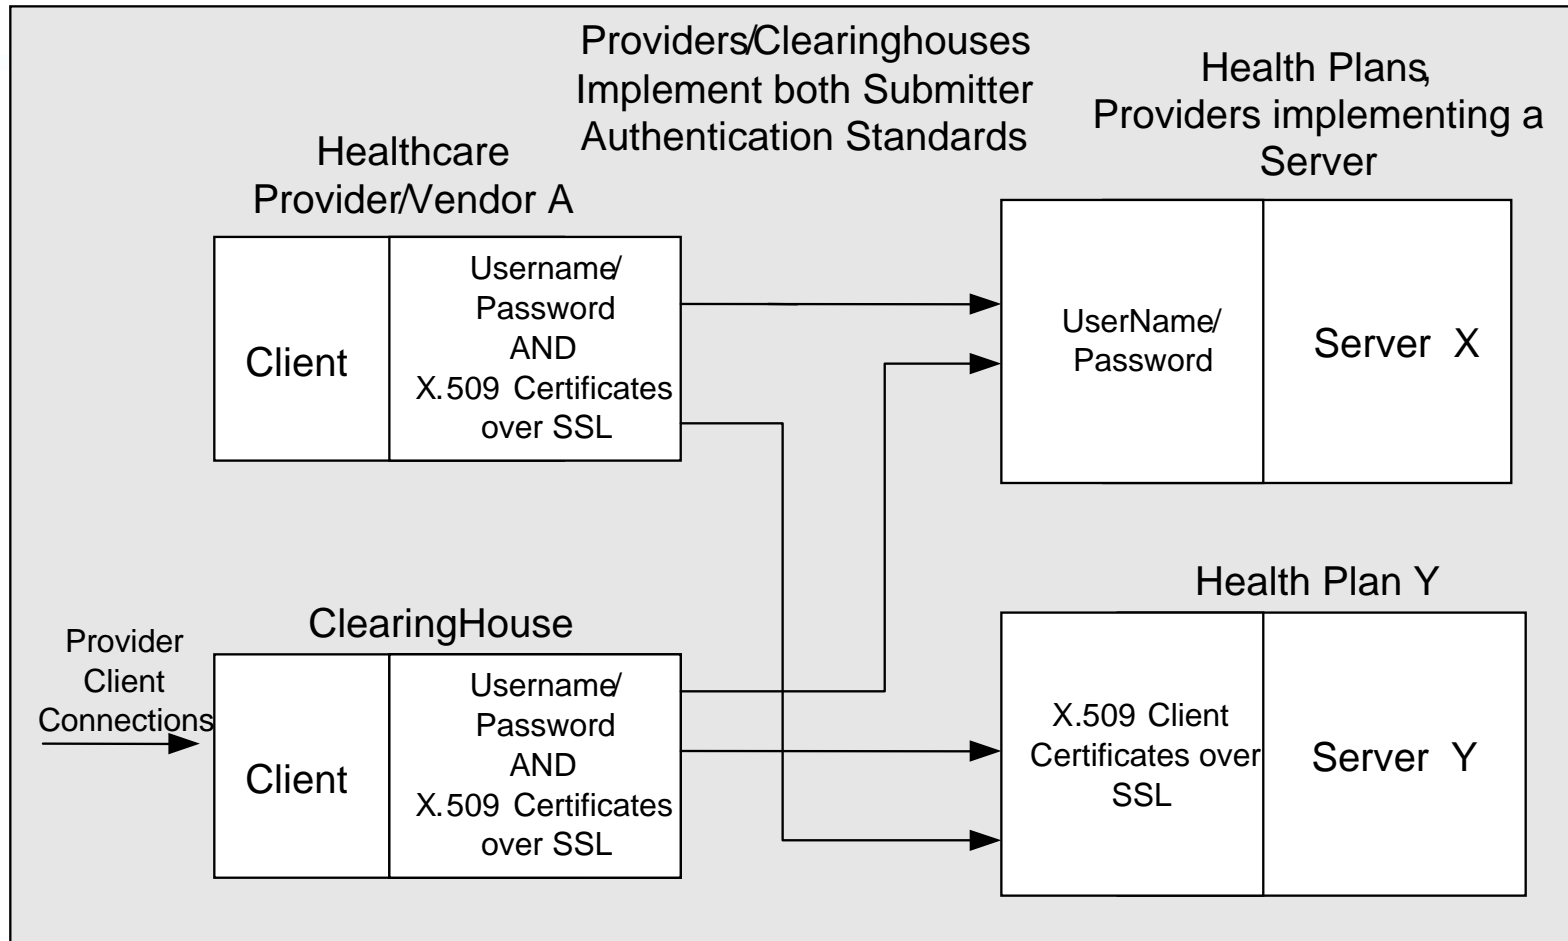 Providers/Clearinghouses
Implement both Submitter
Authentication Standards
Health Plans,
Providers implementing a
Server
Healthcare
Provider/Vendor A
Client
Username/
Password
AND
X.509 Certificates
over SSL
UserName/
Password
Server X
Health Plan Y
ClearingHouse
Provider
Client
Connections
Client
Username/
Password
AND
X.509 Certificates
over SSL
X.509 Client
Certificates over
SSL
Server Y